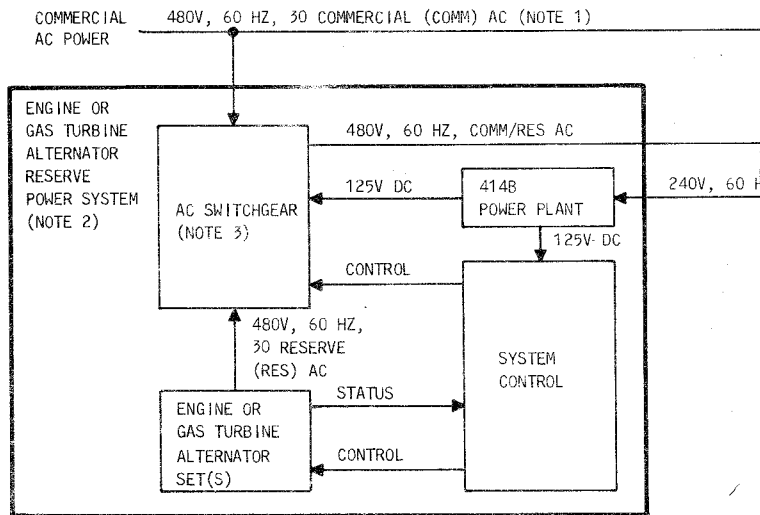 COMMERCIAL
AC POWER
480V, 60 HZ, 30 COMMERCIAL (COMM) AC (NOTE 1)
ENGINE OR
GAS TURBINE
ALTERNATOR
RESERVE
POWER SYSTEM
(NOTE 2)
480V, 60 HZ, COMM/RES AC
AC SWITCHGEAR
(NOTE 3)
125V DC
414B
POWER PLANT
240V, 60 H
125V DC
CONTROL
480V, 60 HZ,
30 RESERVE
(RES) AC
SYSTEM
CONTROL
ENGINE OR
GAS TURBINE
ALTERNATOR
SET(S)
STATUS
CONTROL